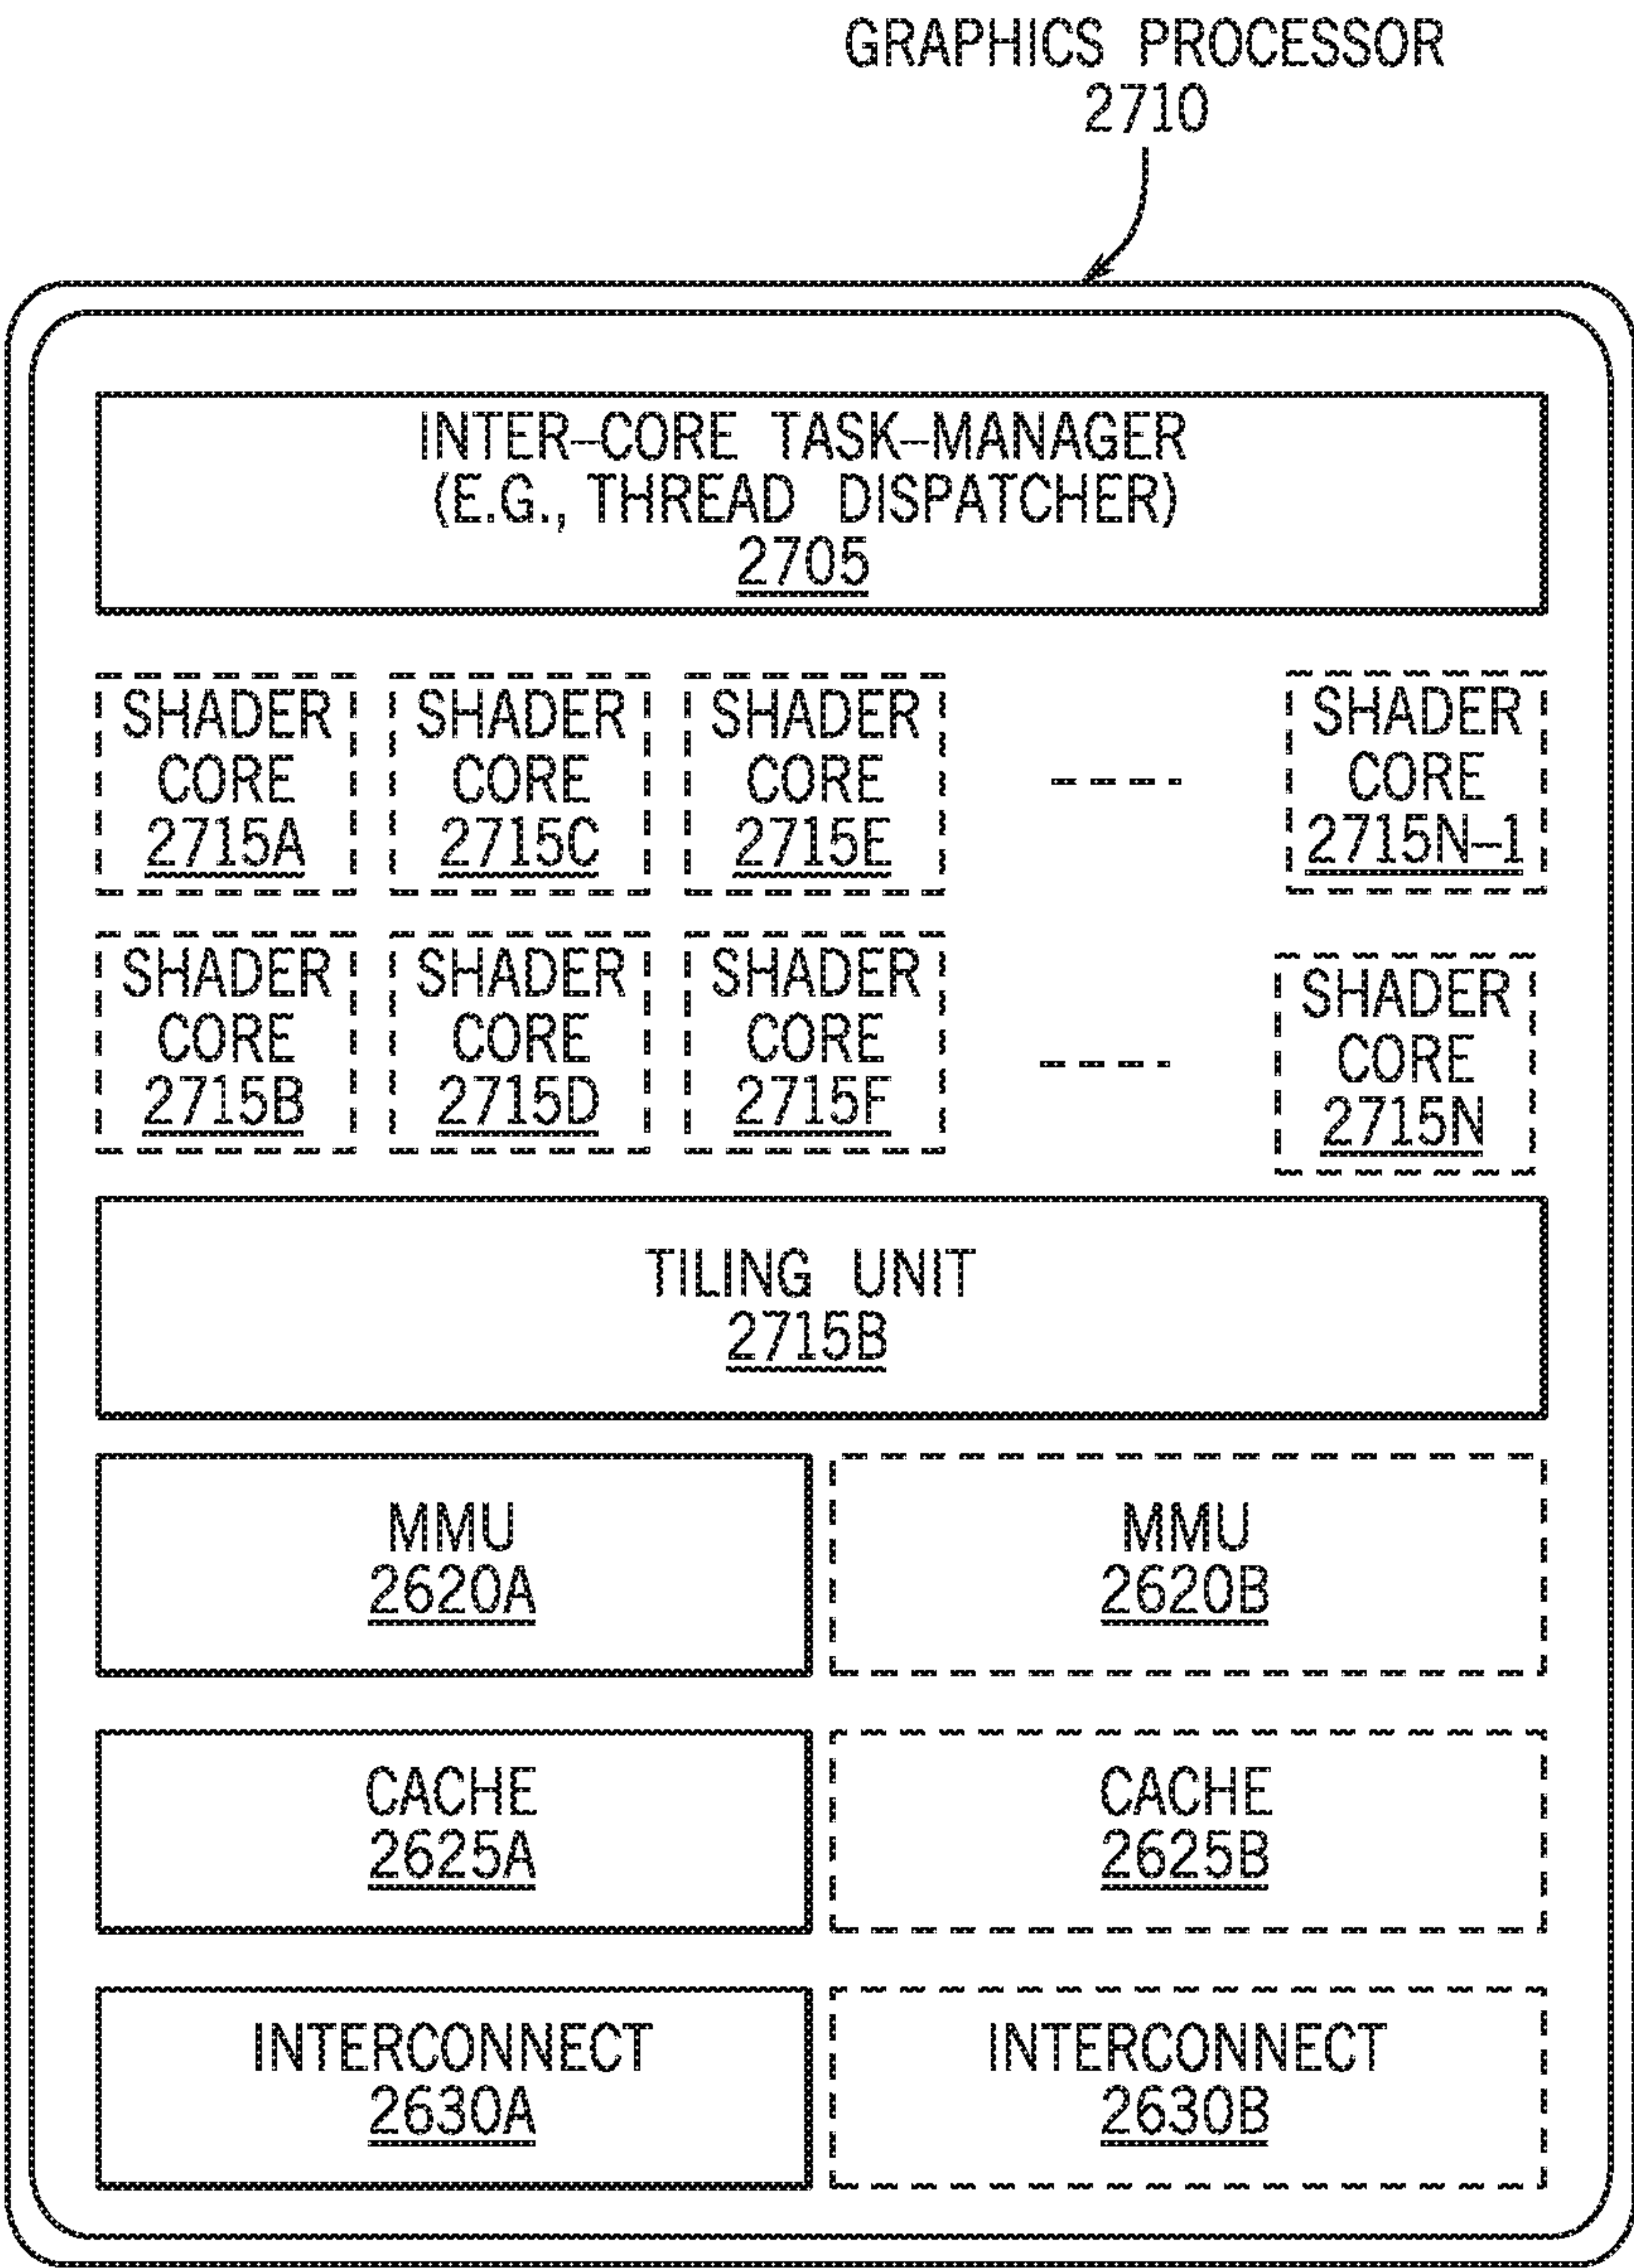 GRAPHICS PROCESSOR
2710
INTER-CORE TASK-MANAGER
(E.G., THREAD DISPATCHER)
2705
SHADER
CORE
2715A
SHADER
CORE
2715C
SHADER
CORE
2715E
SHADER
CORE
2715N-1
SHADER
CORE
2715B
SHADER
CORE
2715D
SHADER
CORE
2715F
SHADER
CORE
2715N
TILING UNIT
2715B
MMU
2620A
MMU
2620B
CACHE
2625A
CACHE
2625B
INTERCONNECT
2630A
INTERCONNECT
2630B